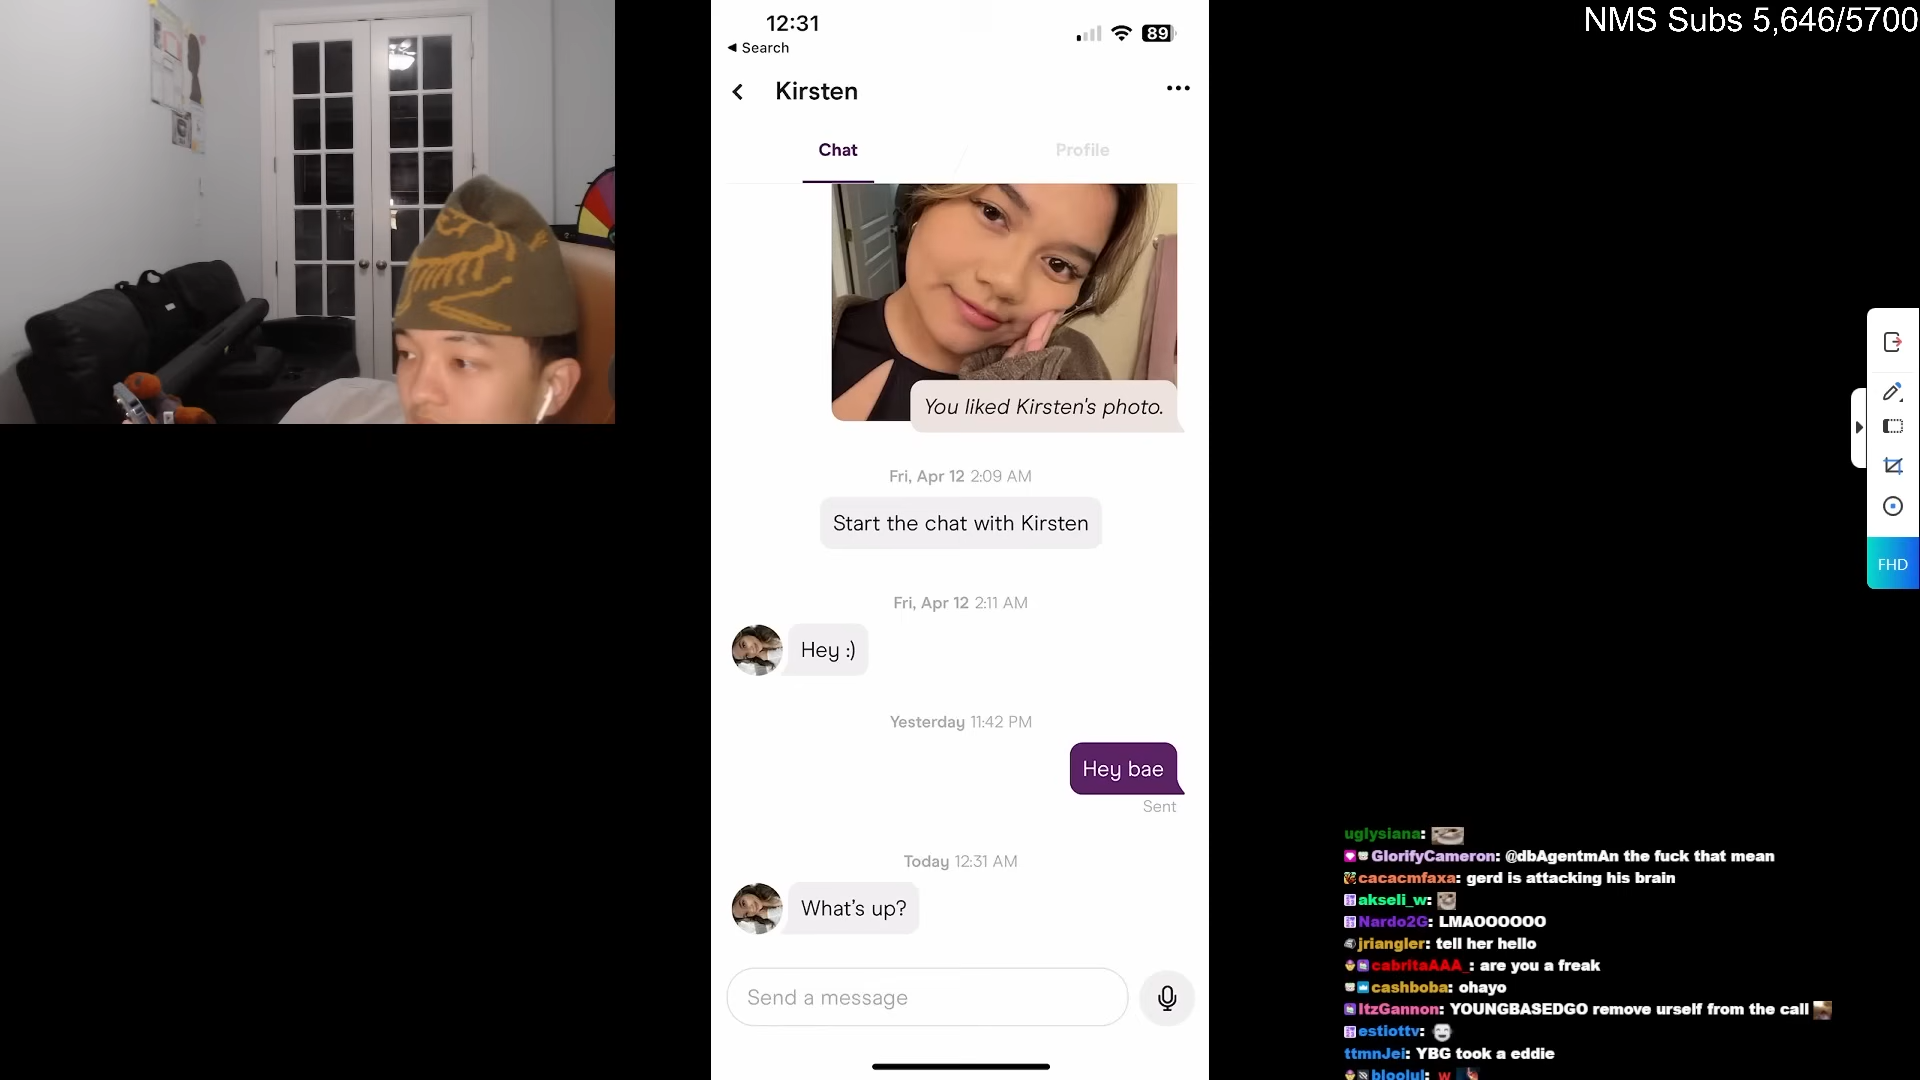 NMS Subs 5,646/5700
12:31
89
Search
Kirsten
Chat
Profile
You liked Kirsten's photo.
Fri, Apr 12 2:09 AM
Start the chat with Kirsten
Fri, Apr 12 2:11 AM
Hey :)
Yesterday 11:42 PM
Hey bae
Sent
Today 12:31 AM
What's up?
Send a message
FHD
uglysiana:
GlorifyCameron: @dbAgentmAn the fuck that mean
cacacmfaxa: gerd is attacking his brain
akseli_w:
Nardo2G: LMAOOOOOO
jriangler: tell her hello
cabritaAAA_: are you a freak
cashboba: ohayo
ItzGannon: YOUNGBASEDGO remove urself from the call
estiottv:
ttmnJei: YBG took a eddie
bloolul: w